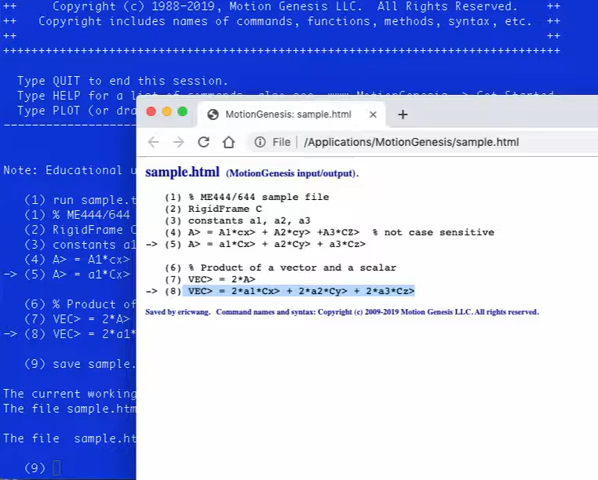 ++ Copyright (c) 1988-2019, Motion Genesis LLC. All Rights Reserved. ++
++ Copyright includes names of commands, functions, methods, syntax, etc. ++
++ ++
+++++++++++++++++++++++++++++++++++++++++++++++++++++++++++++++++++++++++++++
Type QUIT to end this session.
Type HELP for a list of commands, also see www.MotionGenesis -> Get Started
Type PLOT (or dra
Note: Educational u
(1) run sample.t
(1) % ME444/644
(2) RigidFrame C
(3) constants a1
(4) A> = A1*cx>
-> (5) A> = a1*Cx>
(6) % Product of
(7) VEC> = 2*A>
-> (8) VEC> = 2*a1*
(9) save sample.
The current working
The file sample.htm
The file sample.ht
(9)
MotionGenesis: sample.html
File | /Applications/MotionGenesis/sample.html
sample.html (MotionGenesis input/output).
(1) % ME444/644 sample file
(2) RigidFrame C
(3) constants a1, a2, a3
(4) A> = A1*cx> + A2*cy> +A3*CZ> % not case sensitive
-> (5) A> = a1*Cx> + a2*Cy> + a3*Cz>
(6) % Product of a vector and a scalar
(7) VEC> = 2*A>
-> (8) VEC> = 2*a1*Cx> + 2*a2*Cy> + 2*a3*Cz>
Saved by ericwang. Command names and syntax: Copyright (c) 2009-2019 Motion Genesis LLC. All rights reserved.